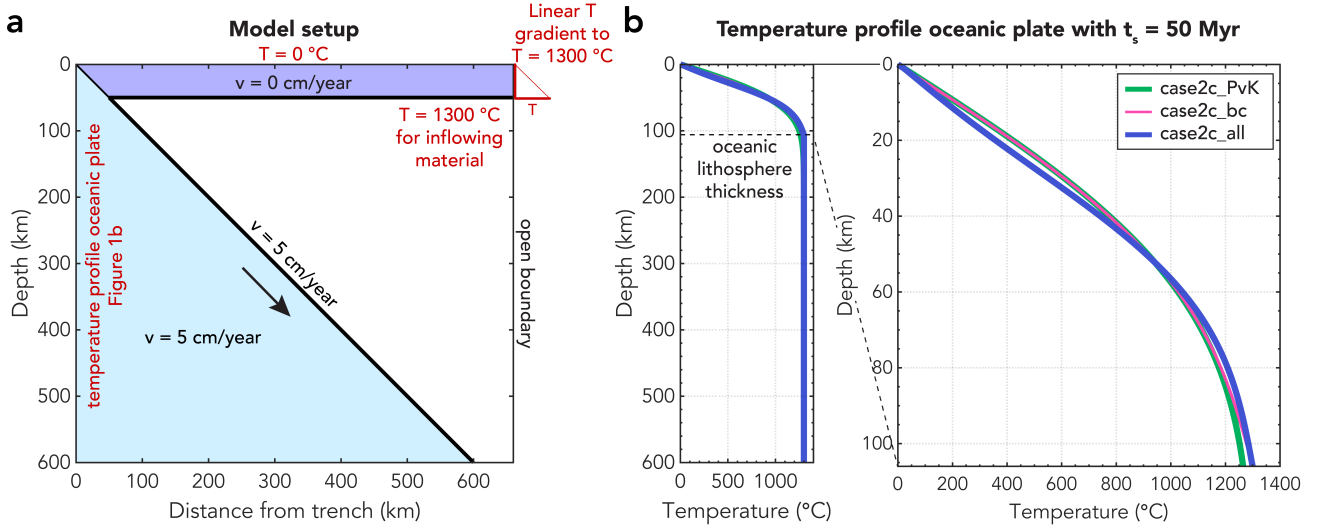 a
Model setup
T = 0 °C
Linear T
gradient to
T = 1300 °C
v = 0 cm/year
T
T = 1300 °C
for inflowing
material
temperature profile oceanic plate
Figure 1b
v = 5 cm/year
v = 5 cm/year
open boundary
0
100
200
300
400
500
600
Depth (km)
0 100 200 300 400 500 600
Distance from trench (km)
b
Temperature profile oceanic plate with ts = 50 Myr
0
100
200
300
400
500
600
Depth (km)
oceanic
lithosphere
thickness
0 500 1000
Temperature (°C)
case2c_PvK
case2c_bc
case2c_all
0
20
40
60
80
100
Depth (km)
0 200 400 600 800 1000 1200 1400
Temperature (°C)